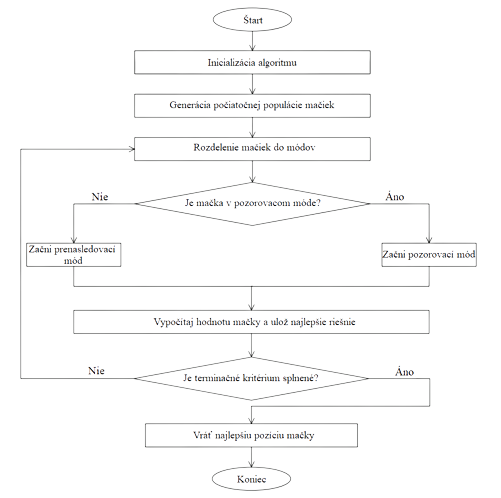 Štart
Inicializácia algoritmu
Generácia počiatočnej populácie mačiek
Rozdelenie mačiek do módov
Je mačka v pozorovacom móde?
Nie
Áno
Začni prenasledovací
mód
Začni pozorovací mód
Vypočítaj hodnotu mačky a ulož najlepšie riešnie
Je terminačné kritérium splnené?
Nie
Áno
Vráť najlepšiu pozíciu mačky
Koniec